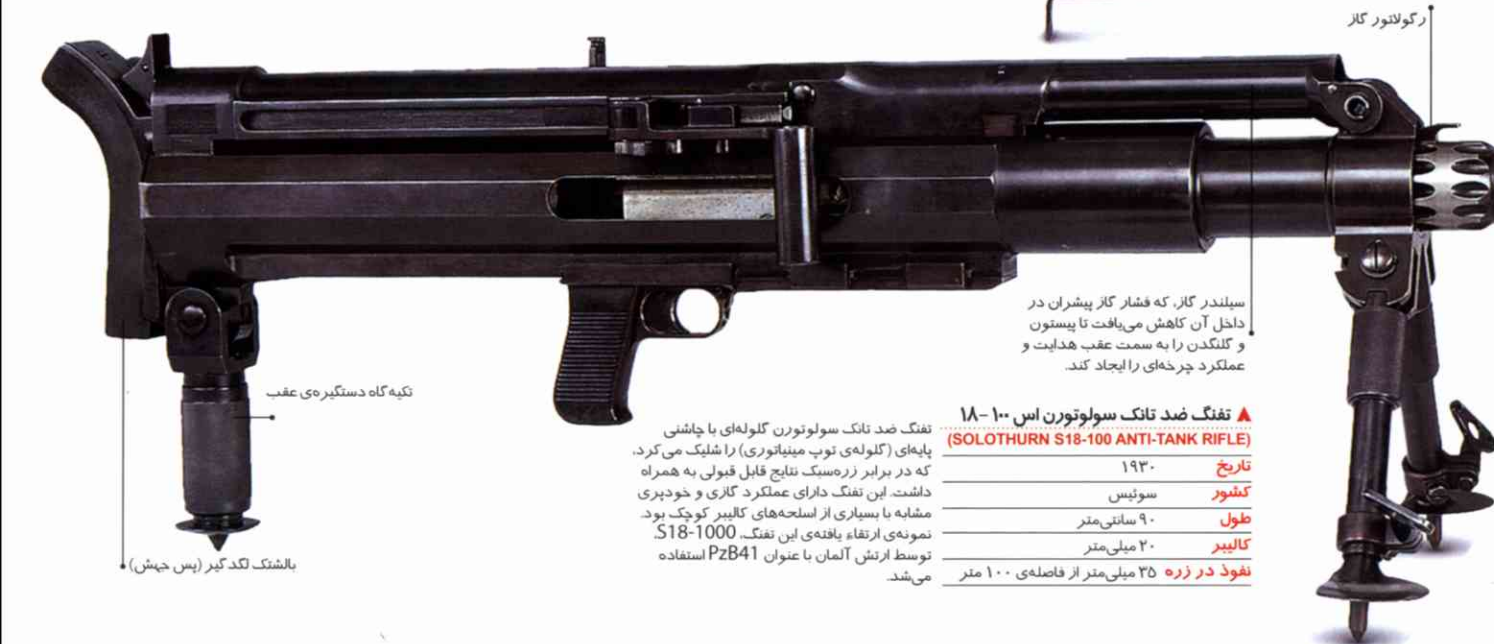 رگولاتور گاز
سیلندر گاز، که فشار گاز پیشران در
داخل آن کاهش می‌یافت تا پیستون
و گلنگدن را به سمت عقب هدایت و
عملکرد چرخه‌ای را ایجاد کند.
تکیه گاه دستگیره‌ی عقب
بالشتک لگد گیر (پس جهش)
▲ تفنگ ضد تانک سولوتورن اس ۱۰۰-۱۸
(SOLOTHURN S18-100 ANTI-TANK RIFLE)
تاریخ ۱۹۳۰
کشور سوئیس
طول ۹۰ سانتی‌متر
کالیبر ۲۰ میلی‌متر
نفوذ در زره ۳۵ میلی‌متر از فاصله‌ی ۱۰۰ متر
تفنگ ضد تانک سولوتورن گلوله‌ای با چاشنی
پایه‌ای (گلوله‌ی توپ مینیاتوری) را شلیک می‌کرد،
که در برابر زره‌سبک نتایج قابل قبولی به همراه
داشت. این تفنگ دارای عملکرد گازی و خودپری
مشابه با بسیاری از اسلحه‌های کالیبر کوچک بود.
نمونه‌ی ارتقاء یافته‌ی این تفنگ، S18-1000،
توسط ارتش آلمان با عنوان PzB41 استفاده
می‌شد.